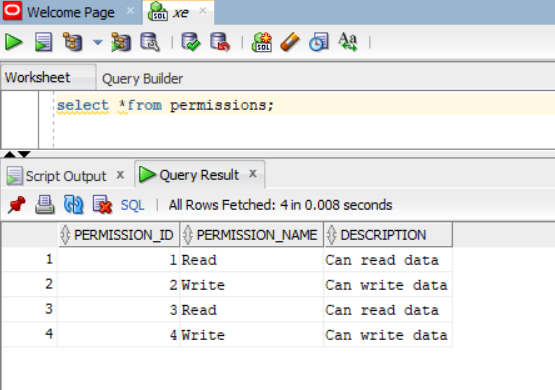 Welcome Page × xe ×
SQL Aa
Worksheet Query Builder
select *from permissions;
Script Output × Query Result ×
SQL | All Rows Fetched: 4 in 0.008 seconds
PERMISSION_ID PERMISSION_NAME DESCRIPTION
1 1 Read Can read data
2 2 Write Can write data
3 3 Read Can read data
4 4 Write Can write data